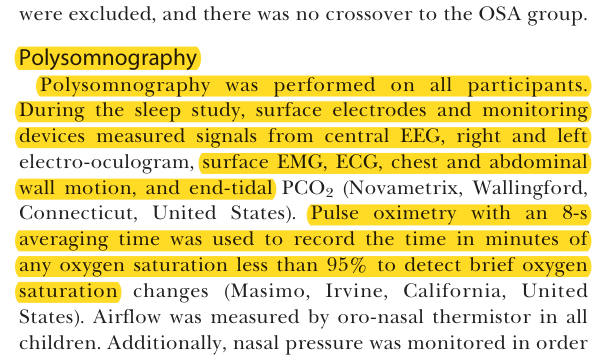 were excluded, and there was no crossover to the OSA group.
Polysomnography
Polysomnography was performed on all participants.
During the sleep study, surface electrodes and monitoring
devices measured signals from central EEG, right and left
electro-oculogram, surface EMG, ECG, chest and abdominal
wall motion, and end-tidal PCO₂ (Novametrix, Wallingford,
Connecticut, United States). Pulse oximetry with an 8-s
averaging time was used to record the time in minutes of
any oxygen saturation less than 95% to detect brief oxygen
saturation changes (Masimo, Irvine, California, United
States). Airflow was measured by oro-nasal thermistor in all
children. Additionally, nasal pressure was monitored in order